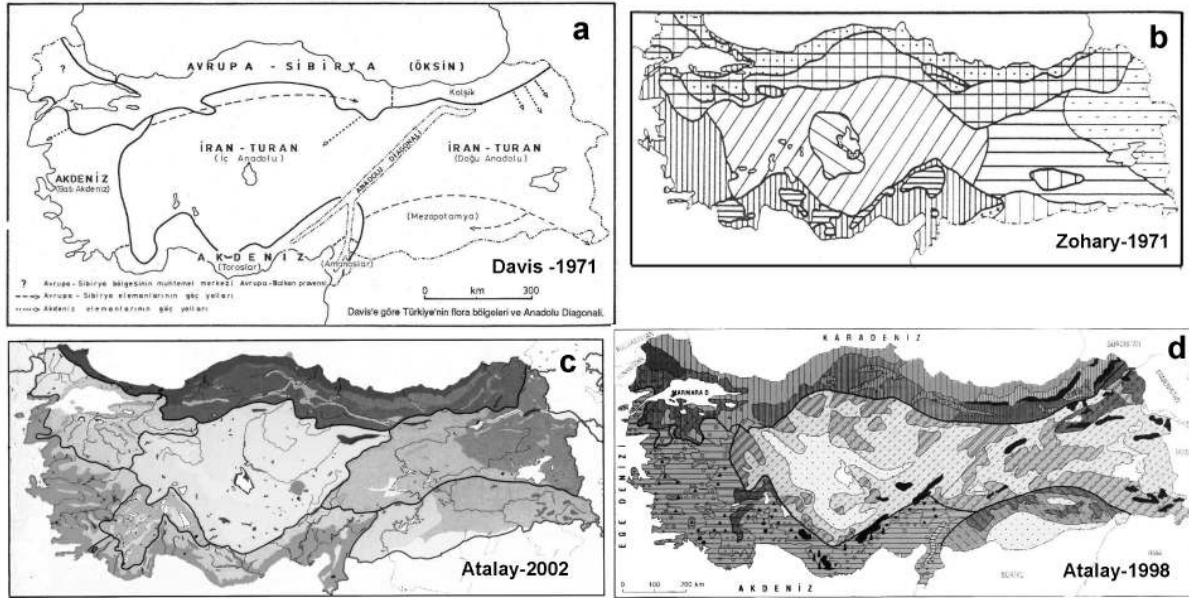 a
?
AVRUPA - SİBİRYA (ÖKSİN)
Kolşik
İRAN - TURAN
(İç Anadolu)
ANADOLU DIAGONALİ
İRAN - TURAN
(Doğu Anadolu)
AKDENİZ
(Batı Akdeniz)
(Mezopotamya)
AKDENİZ
(Toroslar)
(Amanoslar)
Davis -1971
? Avrupa-Sibirya bölgesinin muhtemel merkezi Avrupa-Balkan provensi
Avrupa - Sibirya elemanlarının göç yolları
Akdeniz elemanlarının göç yolları
0 km 300
Davis'e göre Türkiye'nin flora bölgeleri ve Anadolu Diagonali.
b
Zohary-1971
c
Atalay-2002
d
KARADENİZ
MARMARA D
EGE DENİZİ
AKDENİZ
0 100 200 km
Atalay-1998